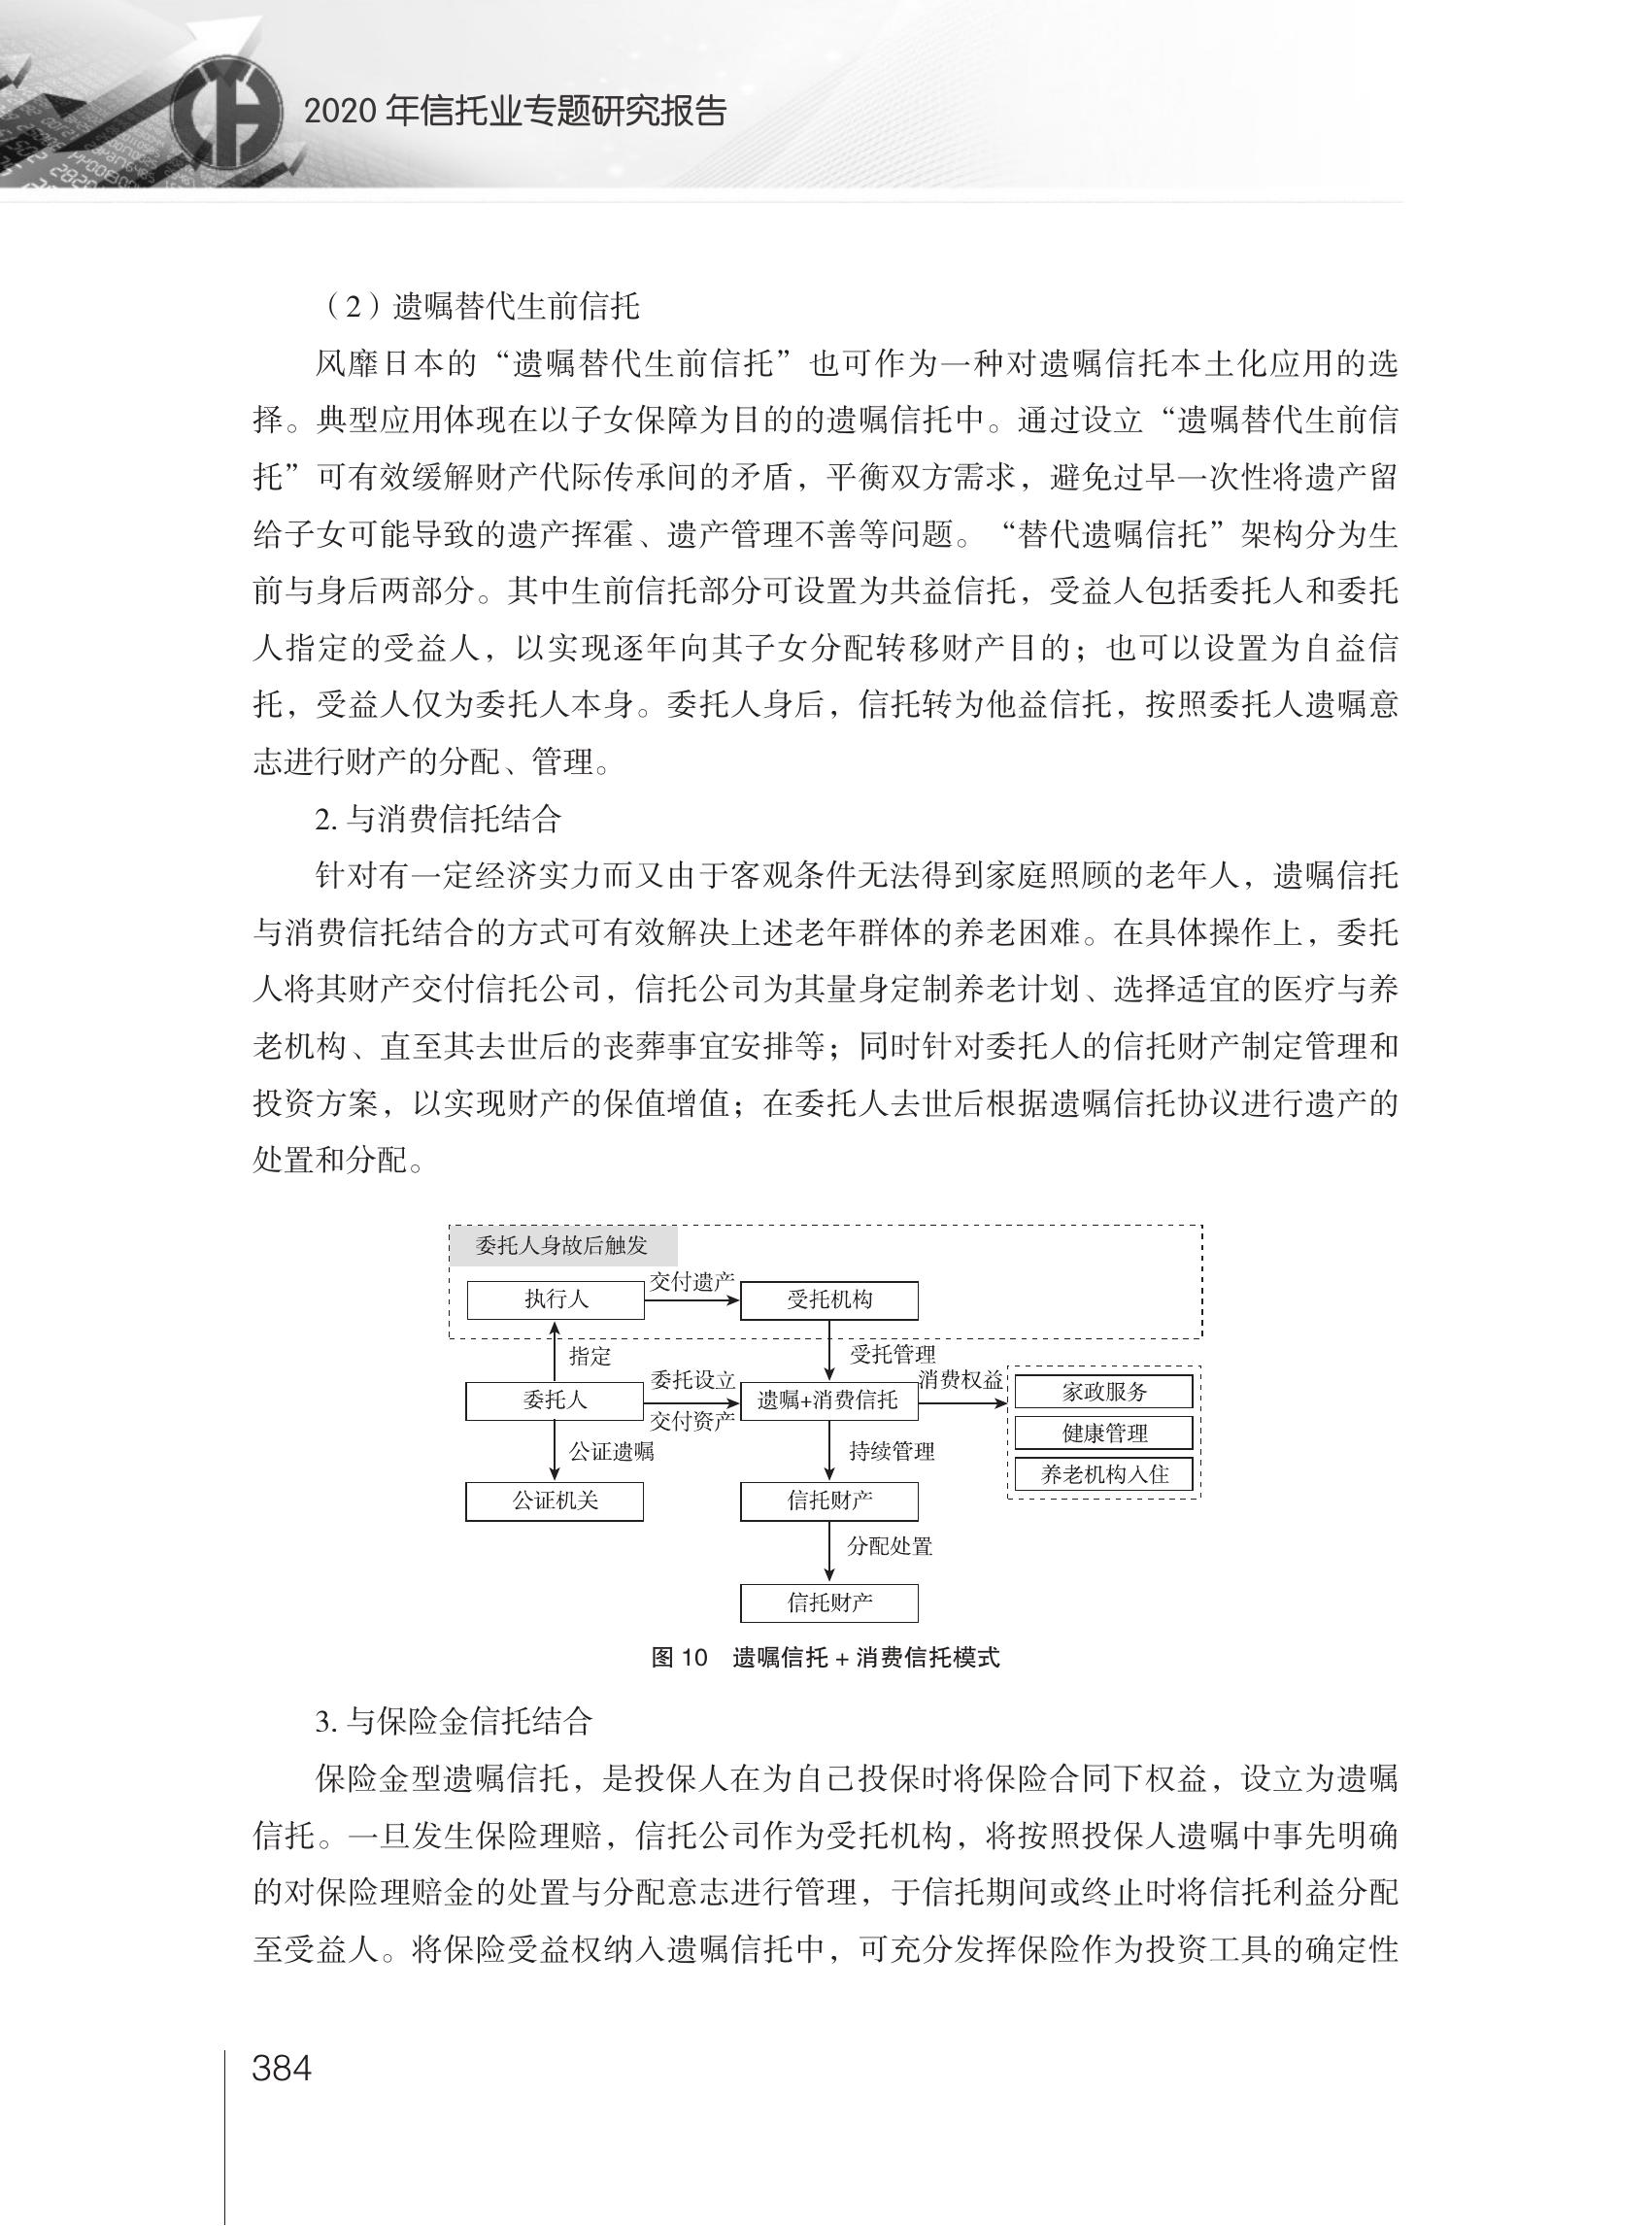 2020 年信托业专题研究报告
（2）遗嘱替代生前信托
风靡日本的“遗嘱替代生前信托”也可作为一种对遗嘱信托本土化应用的选
择。典型应用体现在以子女保障为目的的遗嘱信托中。通过设立“遗嘱替代生前信
托”可有效缓解财产代际传承间的矛盾，平衡双方需求，避免过早一次性将遗产留
给子女可能导致的遗产挥霍、遗产管理不善等问题。“替代遗嘱信托”架构分为生
前与身后两部分。其中生前信托部分可设置为共益信托，受益人包括委托人和委托
人指定的受益人，以实现逐年向其子女分配转移财产目的；也可以设置为自益信
托，受益人仅为委托人本身。委托人身后，信托转为他益信托，按照委托人遗嘱意
志进行财产的分配、管理。
2. 与消费信托结合
针对有一定经济实力而又由于客观条件无法得到家庭照顾的老年人，遗嘱信托
与消费信托结合的方式可有效解决上述老年群体的养老困难。在具体操作上，委托
人将其财产交付信托公司，信托公司为其量身定制养老计划、选择适宜的医疗与养
老机构、直至其去世后的丧葬事宜安排等；同时针对委托人的信托财产制定管理和
投资方案，以实现财产的保值增值；在委托人去世后根据遗嘱信托协议进行遗产的
处置和分配。
委托人身故后触发
执行人
交付遗产
受托机构
指定
受托管理
委托人
委托设立
交付资产
遗嘱+消费信托
消费权益
家政服务
健康管理
养老机构入住
公证遗嘱
持续管理
公证机关
信托财产
分配处置
信托财产
图 10 遗嘱信托 + 消费信托模式
3. 与保险金信托结合
保险金型遗嘱信托，是投保人在为自己投保时将保险合同下权益，设立为遗嘱
信托。一旦发生保险理赔，信托公司作为受托机构，将按照投保人遗嘱中事先明确
的对保险理赔金的处置与分配意志进行管理，于信托期间或终止时将信托利益分配
至受益人。将保险受益权纳入遗嘱信托中，可充分发挥保险作为投资工具的确定性
384